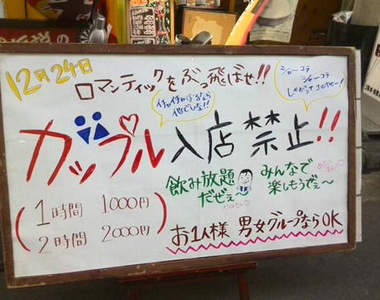 12月24日
ロマンティックをぶっ飛ばせ!!
カップル入店禁止!!
飲み放題
だぜぇ〜
みんなで
楽しもうぜぇ〜
1時間 1000円
2時間 2000円
お1人様 男女グループならOK